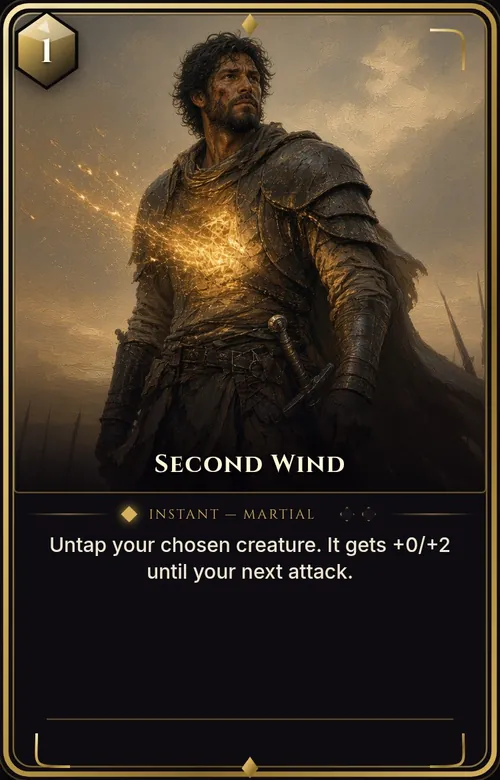 1
Second Wind
INSTANT — MARTIAL
Untap your chosen creature. It gets +0/+2
until your next attack.